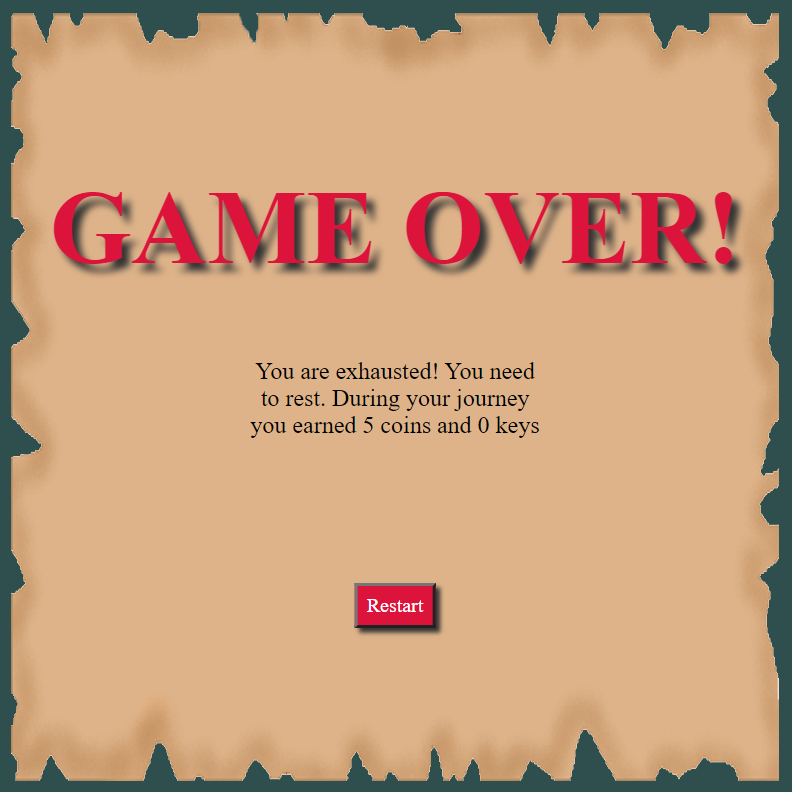 GAME OVER!
You are exhausted! You need
to rest. During your journey
you earned 5 coins and 0 keys
Restart